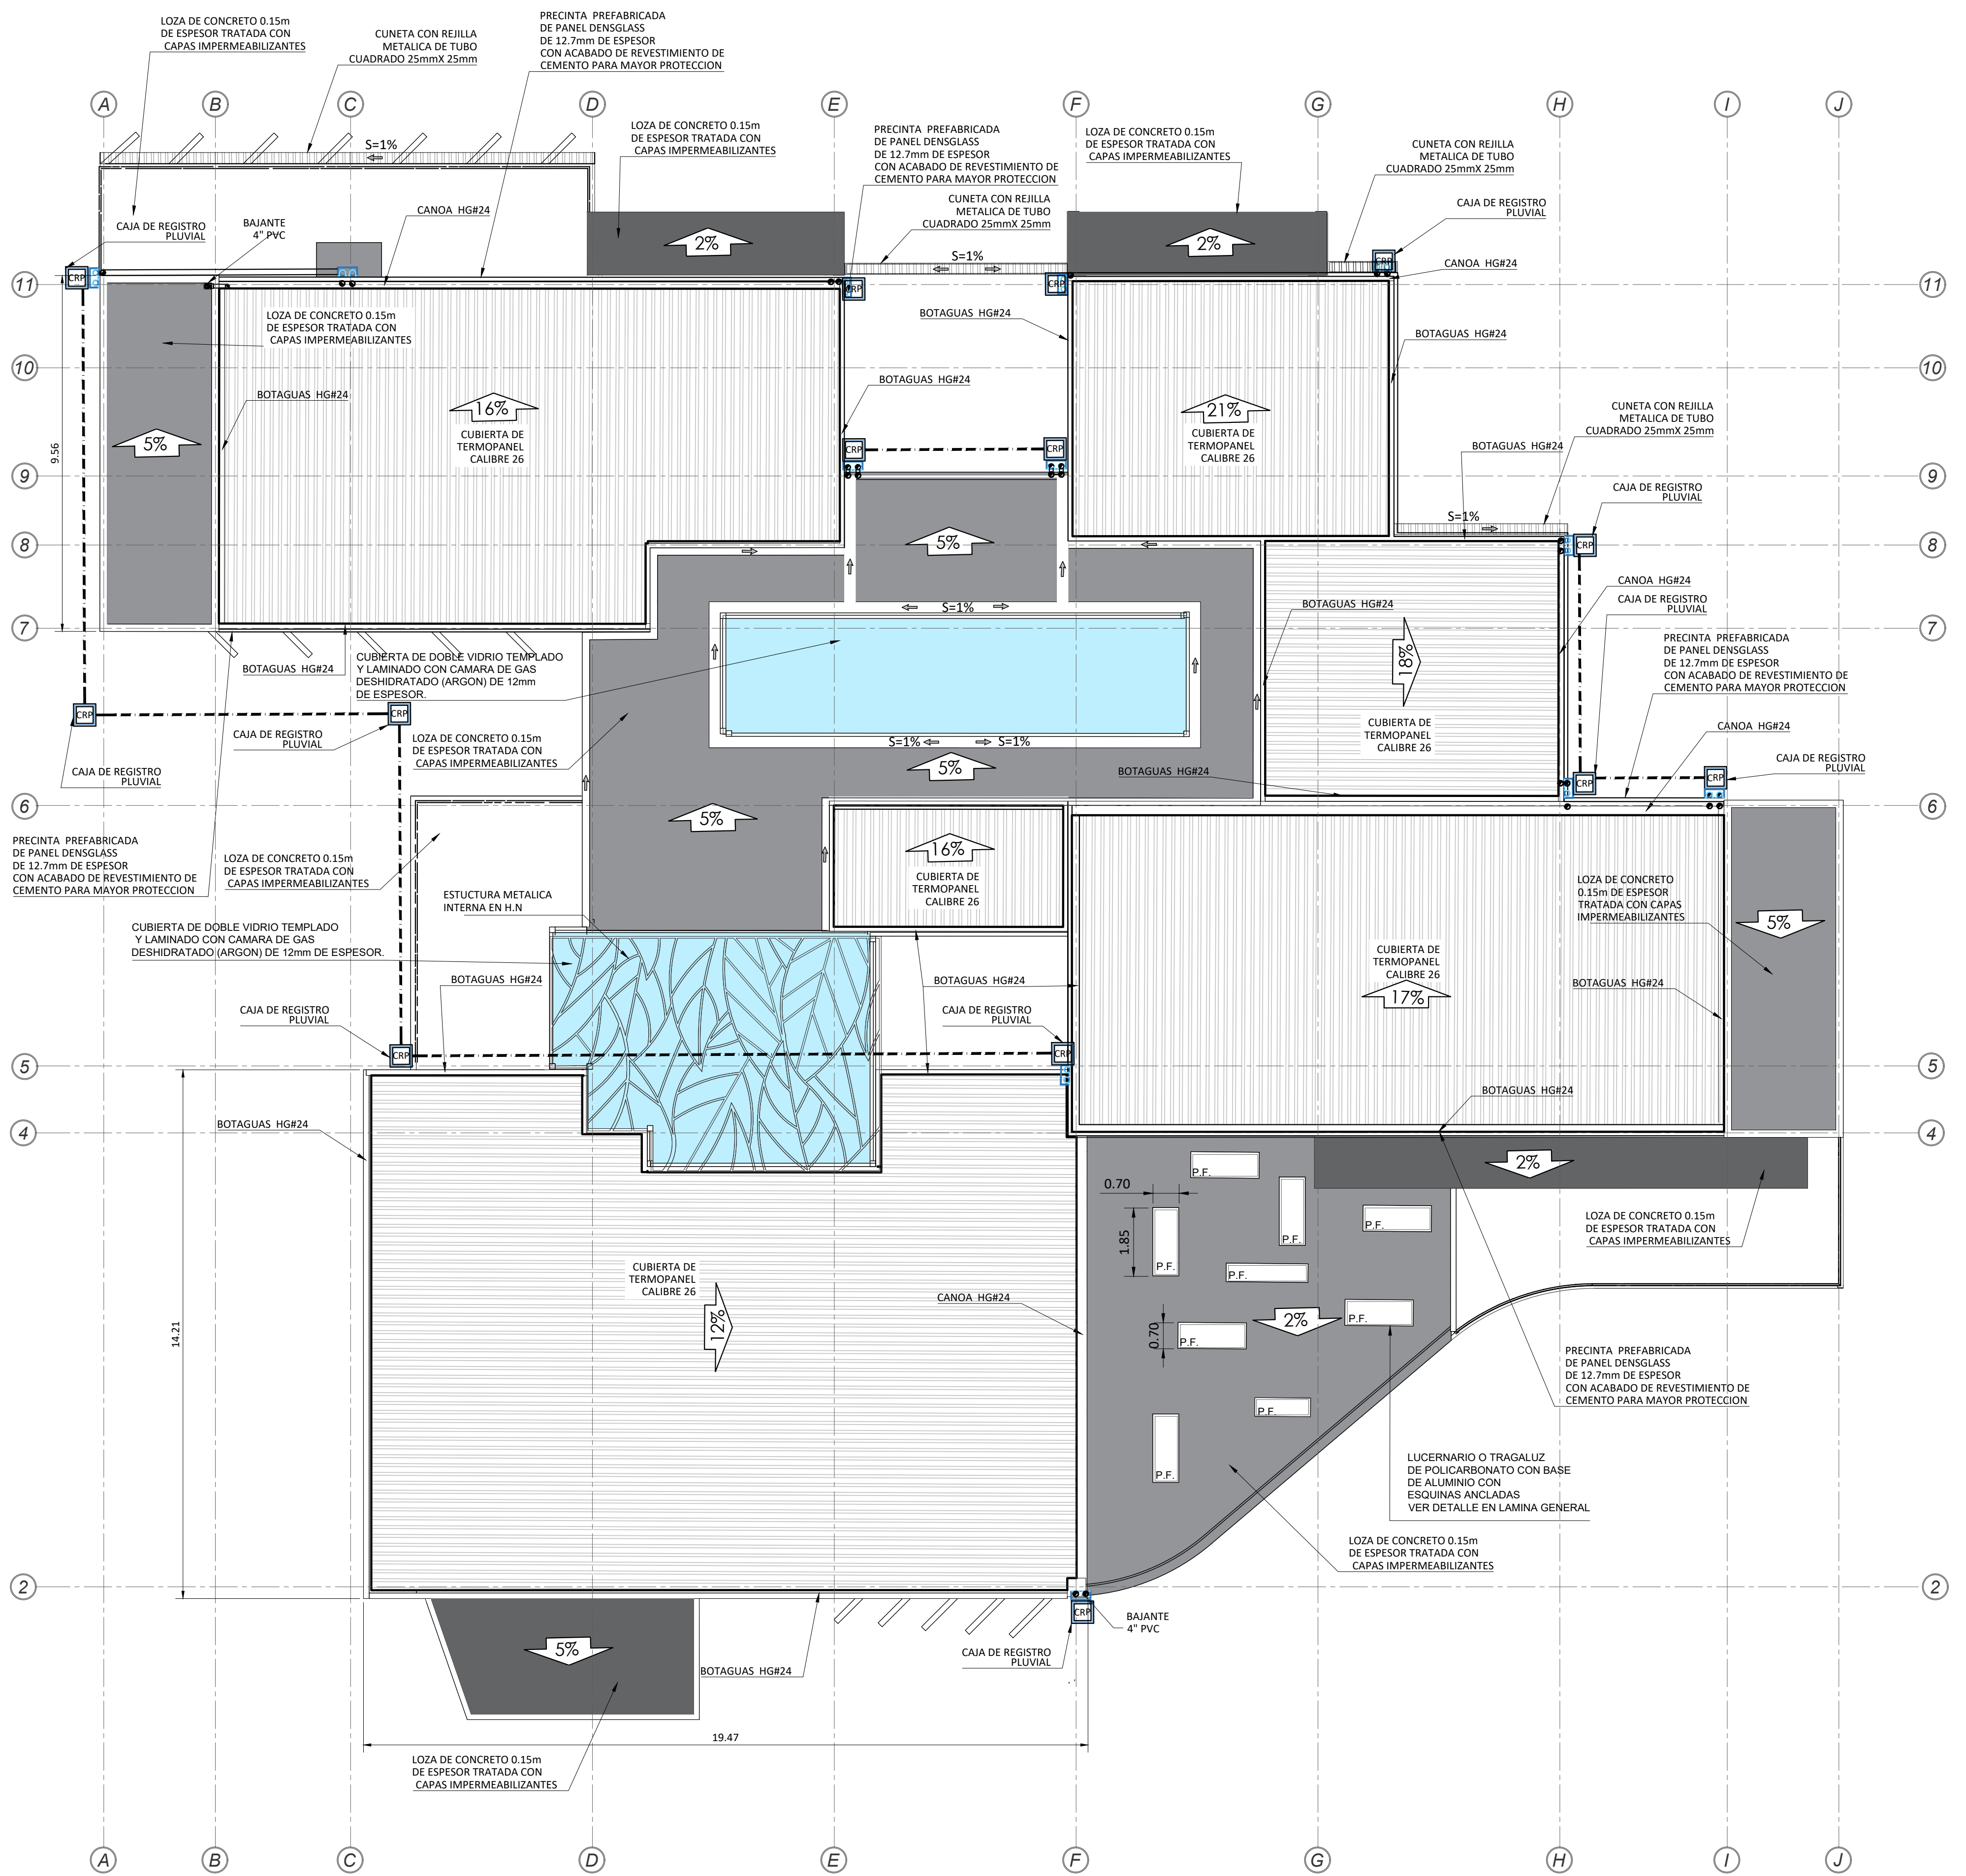 LOZA DE CONCRETO 0.15m
DE ESPESOR TRATADA CON
CAPAS IMPERMEABILIZANTES
CUNETA CON REJILLA
METALICA DE TUBO
CUADRADO 25mmX 25mm
PRECINTA PREFABRICADA
DE PANEL DENSGLASS
DE 12.7mm DE ESPESOR
CON ACABADO DE REVESTIMIENTO DE
CEMENTO PARA MAYOR PROTECCION
A
B
C
D
E
F
G
H
I
J
S=1%
LOZA DE CONCRETO 0.15m
DE ESPESOR TRATADA CON
CAPAS IMPERMEABILIZANTES
PRECINTA PREFABRICADA
DE PANEL DENSGLASS
DE 12.7mm DE ESPESOR
CON ACABADO DE REVESTIMIENTO DE
CEMENTO PARA MAYOR PROTECCION
LOZA DE CONCRETO 0.15m
DE ESPESOR TRATADA CON
CAPAS IMPERMEABILIZANTES
CUNETA CON REJILLA
METALICA DE TUBO
CUADRADO 25mmX 25mm
CUNETA CON REJILLA
METALICA DE TUBO
CUADRADO 25mmX 25mm
CAJA DE REGISTRO
PLUVIAL
BAJANTE
4" PVC
CANOA HG#24
CAJA DE REGISTRO
PLUVIAL
2%
2%
S=1%
CANOA HG#24
CRP
CRP
CRP
CRP
11
11
LOZA DE CONCRETO 0.15m
DE ESPESOR TRATADA CON
CAPAS IMPERMEABILIZANTES
BOTAGUAS HG#24
BOTAGUAS HG#24
10
10
BOTAGUAS HG#24
BOTAGUAS HG#24
16%
CUBIERTA DE
TERMOPANEL
CALIBRE 26
21%
CUBIERTA DE
TERMOPANEL
CALIBRE 26
CUNETA CON REJILLA
METALICA DE TUBO
CUADRADO 25mmX 25mm
5%
9.56
BOTAGUAS HG#24
CRP
CRP
9
9
CAJA DE REGISTRO
PLUVIAL
S=1%
5%
8
8
CRP
CANOA HG#24
CAJA DE REGISTRO
PLUVIAL
BOTAGUAS HG#24
S=1%
7
7
PRECINTA PREFABRICADA
DE PANEL DENSGLASS
DE 12.7mm DE ESPESOR
CON ACABADO DE REVESTIMIENTO DE
CEMENTO PARA MAYOR PROTECCION
BOTAGUAS HG#24
CUBIERTA DE DOBLE VIDRIO TEMPLADO
Y LAMINADO CON CAMARA DE GAS
DESHIDRATADO (ARGON) DE 12mm
DE ESPESOR.
18%
CUBIERTA DE
TERMOPANEL
CALIBRE 26
CRP
CRP
CAJA DE REGISTRO
PLUVIAL
LOZA DE CONCRETO 0.15m
DE ESPESOR TRATADA CON
CAPAS IMPERMEABILIZANTES
S=1%
S=1%
CANOA HG#24
CAJA DE REGISTRO
PLUVIAL
5%
BOTAGUAS HG#24
CAJA DE REGISTRO
PLUVIAL
CRP
CRP
6
6
5%
PRECINTA PREFABRICADA
DE PANEL DENSGLASS
DE 12.7mm DE ESPESOR
CON ACABADO DE REVESTIMIENTO DE
CEMENTO PARA MAYOR PROTECCION
LOZA DE CONCRETO 0.15m
DE ESPESOR TRATADA CON
CAPAS IMPERMEABILIZANTES
16%
CUBIERTA DE
TERMOPANEL
CALIBRE 26
ESTUCTURA METALICA
INTERNA EN H.N
LOZA DE CONCRETO
0.15m DE ESPESOR
TRATADA CON CAPAS
IMPERMEABILIZANTES
5%
CUBIERTA DE DOBLE VIDRIO TEMPLADO
Y LAMINADO CON CAMARA DE GAS
DESHIDRATADO (ARGON) DE 12mm DE ESPESOR.
CUBIERTA DE
TERMOPANEL
CALIBRE 26
17%
BOTAGUAS HG#24
BOTAGUAS HG#24
BOTAGUAS HG#24
CAJA DE REGISTRO
PLUVIAL
CAJA DE REGISTRO
PLUVIAL
CRP
CRP
5
5
BOTAGUAS HG#24
BOTAGUAS HG#24
4
4
P.F.
2%
0.70
1.85
P.F.
P.F.
P.F.
LOZA DE CONCRETO 0.15m
DE ESPESOR TRATADA CON
CAPAS IMPERMEABILIZANTES
CUBIERTA DE
TERMOPANEL
CALIBRE 26
P.F.
CANOA HG#24
12%
14.21
0.70
P.F.
2%
P.F.
PRECINTA PREFABRICADA
DE PANEL DENSGLASS
DE 12.7mm DE ESPESOR
CON ACABADO DE REVESTIMIENTO DE
CEMENTO PARA MAYOR PROTECCION
P.F.
P.F.
LUCERNARIO O TRAGALUZ
DE POLICARBONATO CON BASE
DE ALUMINIO CON
ESQUINAS ANCLADAS
VER DETALLE EN LAMINA GENERAL
LOZA DE CONCRETO 0.15m
DE ESPESOR TRATADA CON
CAPAS IMPERMEABILIZANTES
2
2
CRP
BAJANTE
4" PVC
5%
CAJA DE REGISTRO
PLUVIAL
BOTAGUAS HG#24
19.47
LOZA DE CONCRETO 0.15m
DE ESPESOR TRATADA CON
CAPAS IMPERMEABILIZANTES
A
B
C
D
E
F
G
H
I
J